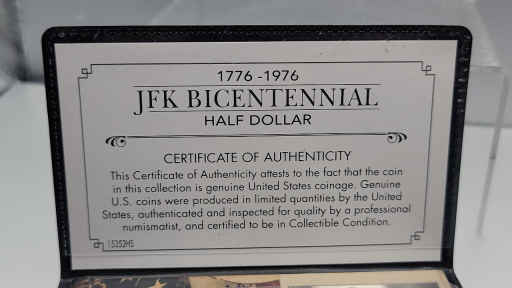 1776 -1976
JFK BICENTENNIAL
HALF DOLLAR
CERTIFICATE OF AUTHENTICITY
This Certificate of Authenticity attests to the fact that the coin
in this collection is genuine United States coinage. Genuine
U.S. coins were produced in limited quantities by the United
States, authenticated and inspected for quality by a professional
numismatist, and certified to be in Collectible Condition.
15352HS